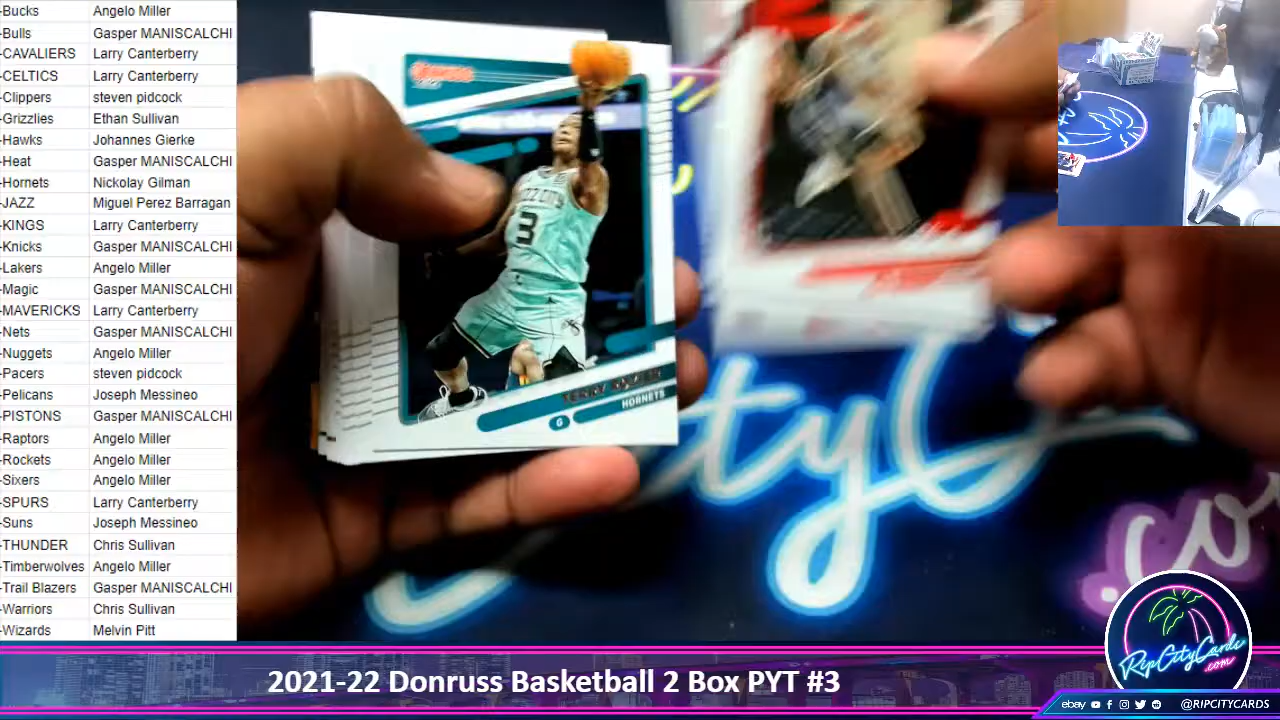 -Bucks Angelo Miller
-Bulls Gasper MANISCALCHI
-CAVALIERS Larry Canterberry
-CELTICS Larry Canterberry
-Clippers steven pidcock
-Grizzlies Ethan Sullivan
-Hawks Johannes Gierke
-Heat Gasper MANISCALCHI
-Hornets Nickolay Gilman
-JAZZ Miguel Perez Barragan
-KINGS Larry Canterberry
-Knicks Gasper MANISCALCHI
-Lakers Angelo Miller
-Magic Gasper MANISCALCHI
-MAVERICKS Larry Canterberry
-Nets Gasper MANISCALCHI
-Nuggets Angelo Miller
-Pacers steven pidcock
-Pelicans Joseph Messineo
-PISTONS Gasper MANISCALCHI
-Raptors Angelo Miller
-Rockets Angelo Miller
-Sixers Angelo Miller
-SPURS Larry Canterberry
-Suns Joseph Messineo
-THUNDER Chris Sullivan
-Timberwolves Angelo Miller
-Trail Blazers Gasper MANISCALCHI
-Warriors Chris Sullivan
-Wizards Melvin Pitt
3
HORNETS
G
tyC
.co
RipCityCards
.com
2021-22 Donruss Basketball 2 Box PYT #3
ebay @RIPCITYCARDS